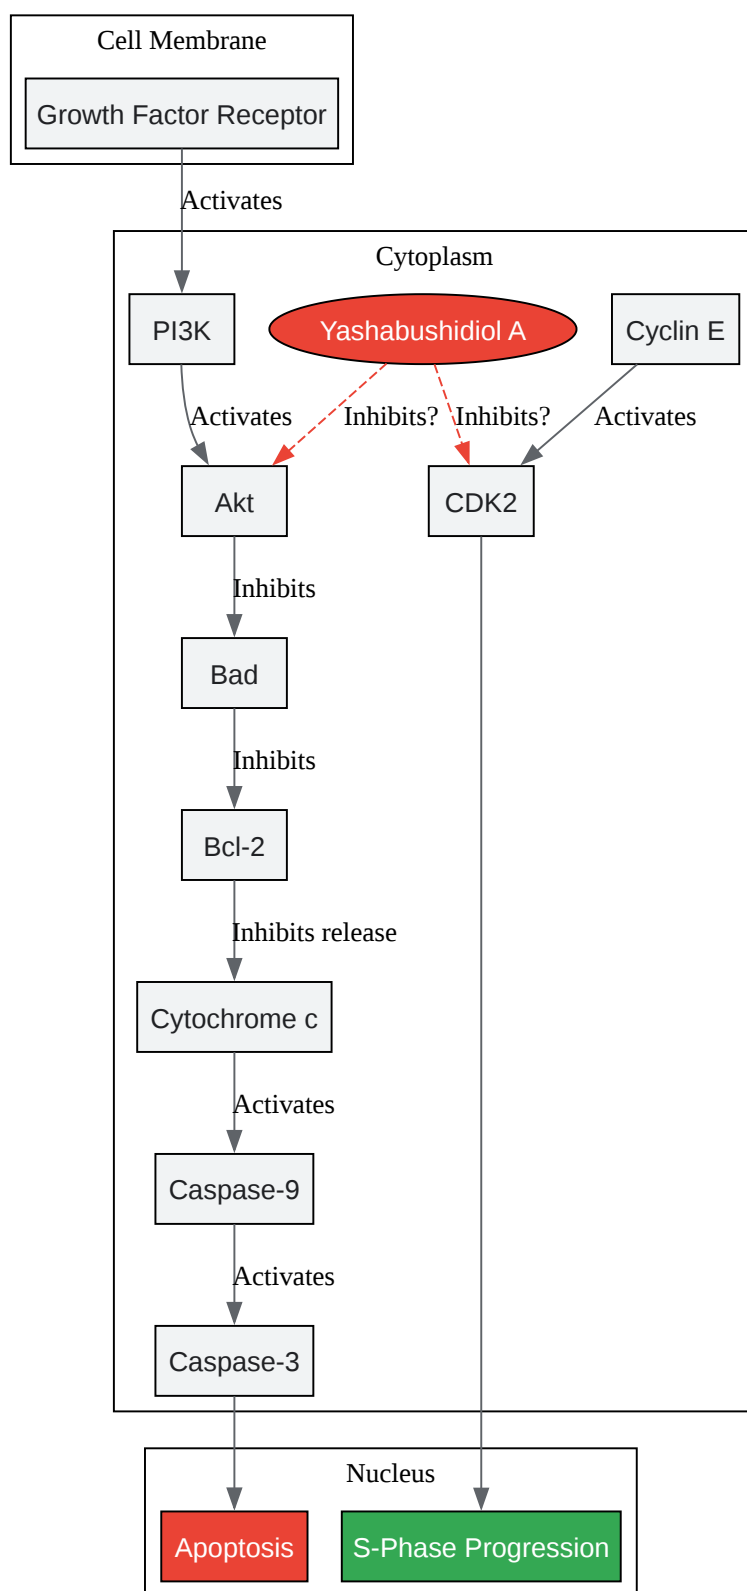 Cell Membrane
Growth Factor Receptor
Activates
Cytoplasm
PI3K
Yashabushidiol A
Cyclin E
Activates
Inhibits?
Inhibits?
Activates
Akt
CDK2
Inhibits
Bad
Inhibits
Bcl-2
Inhibits release
Cytochrome c
Activates
Caspase-9
Activates
Caspase-3
Nucleus
Apoptosis
S-Phase Progression